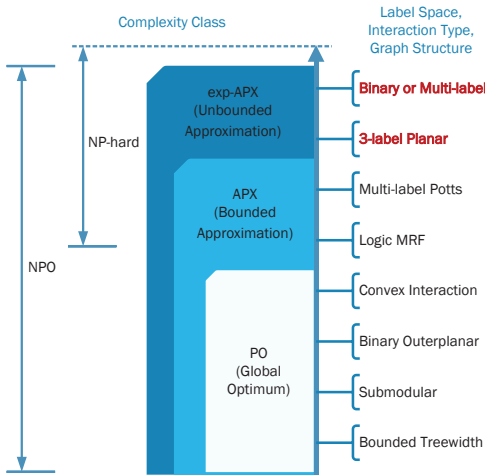 Complexity Class
Label Space,
Interaction Type,
Graph Structure
exp-APX
(Unbounded
Approximation)
NP-hard
APX
(Bounded
Approximation)
NPO
PO
(Global
Optimum)
Binary or Multi-label
3-label Planar
Multi-label Potts
Logic MRF
Convex Interaction
Binary Outerplanar
Submodular
Bounded Treewidth